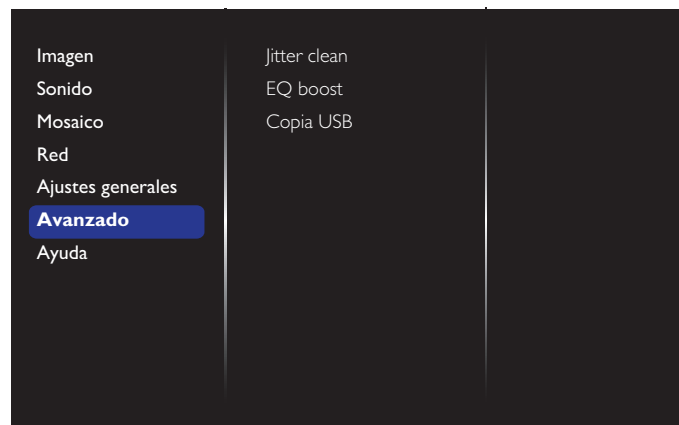 Imagen
Sonido
Mosaico
Red
Ajustes generales
Avanzado
Ayuda
Jitter clean
EQ boost
Copia USB